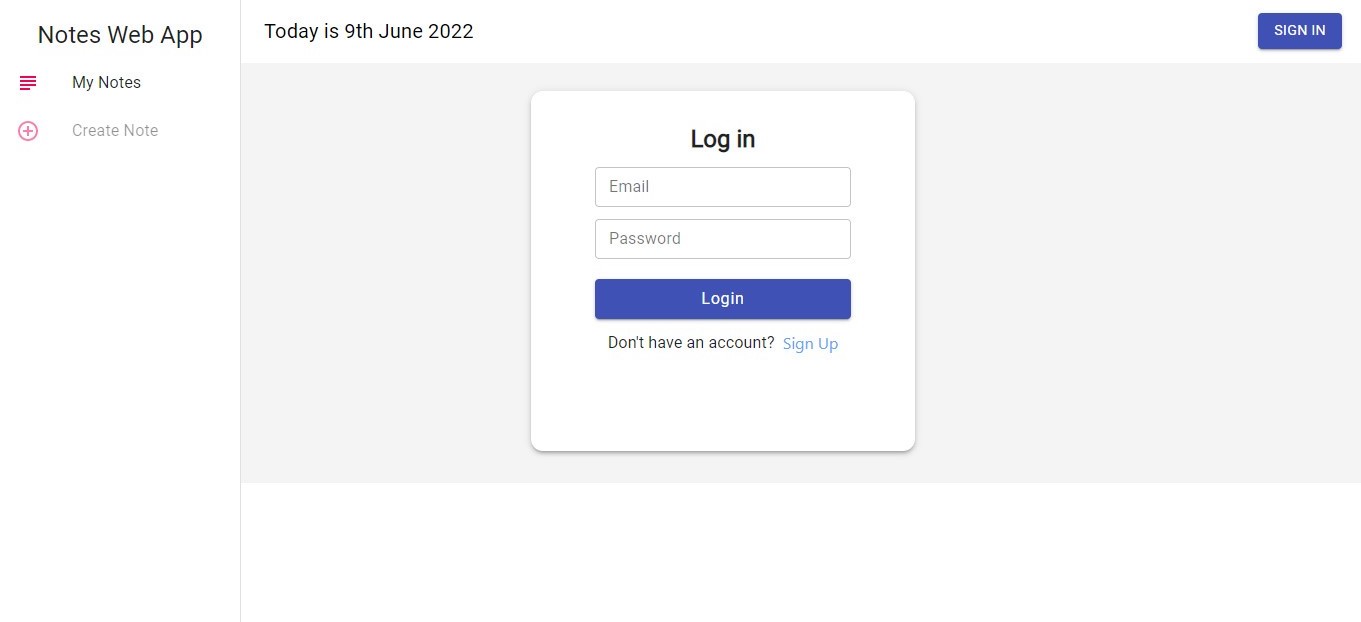 Notes Web App
My Notes
Create Note
Today is 9th June 2022
SIGN IN
Log in
Email
Password
Login
Don't have an account? Sign Up